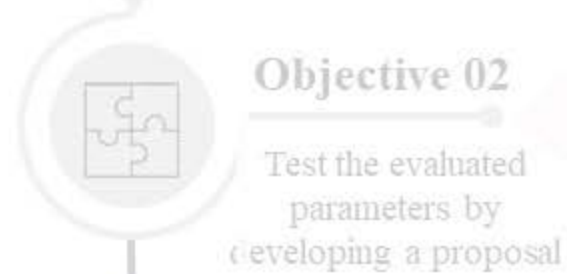 Objective 02
Test the evaluated
parameters by
developing a proposal